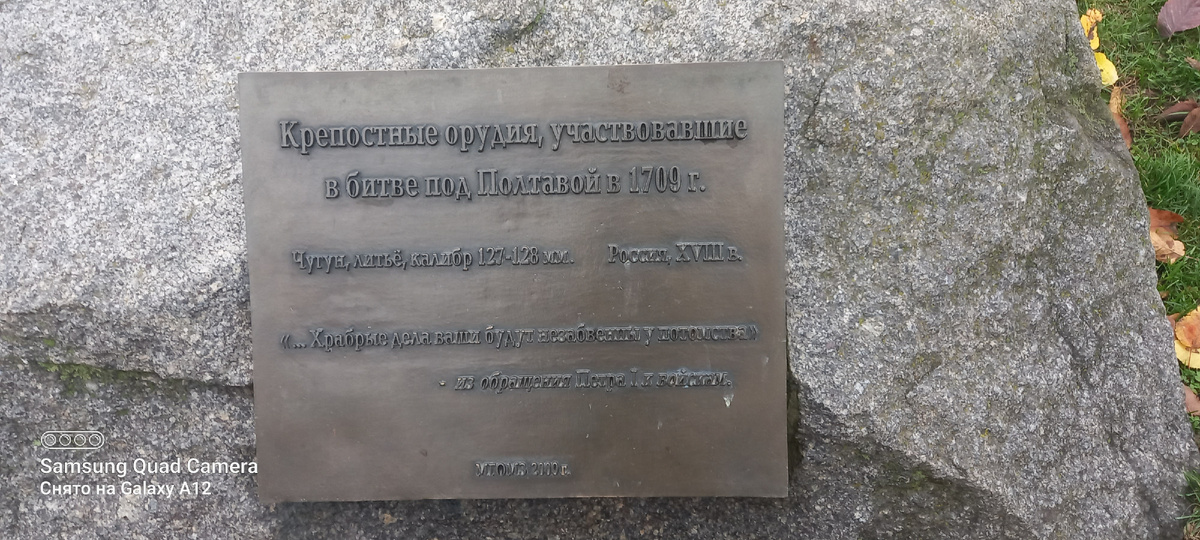 Крепостные орудия, участвовавшие
в битве под Полтавой в 1709 г.
Чугун, литьё, калибр 127-128 мм. Россия, XVIII в.
«... Храбрые дела ваши будут незабвенны у потомства»
- из обращения Петра I к войскам.
г.
Samsung Quad Camera
Снято на Galaxy A12